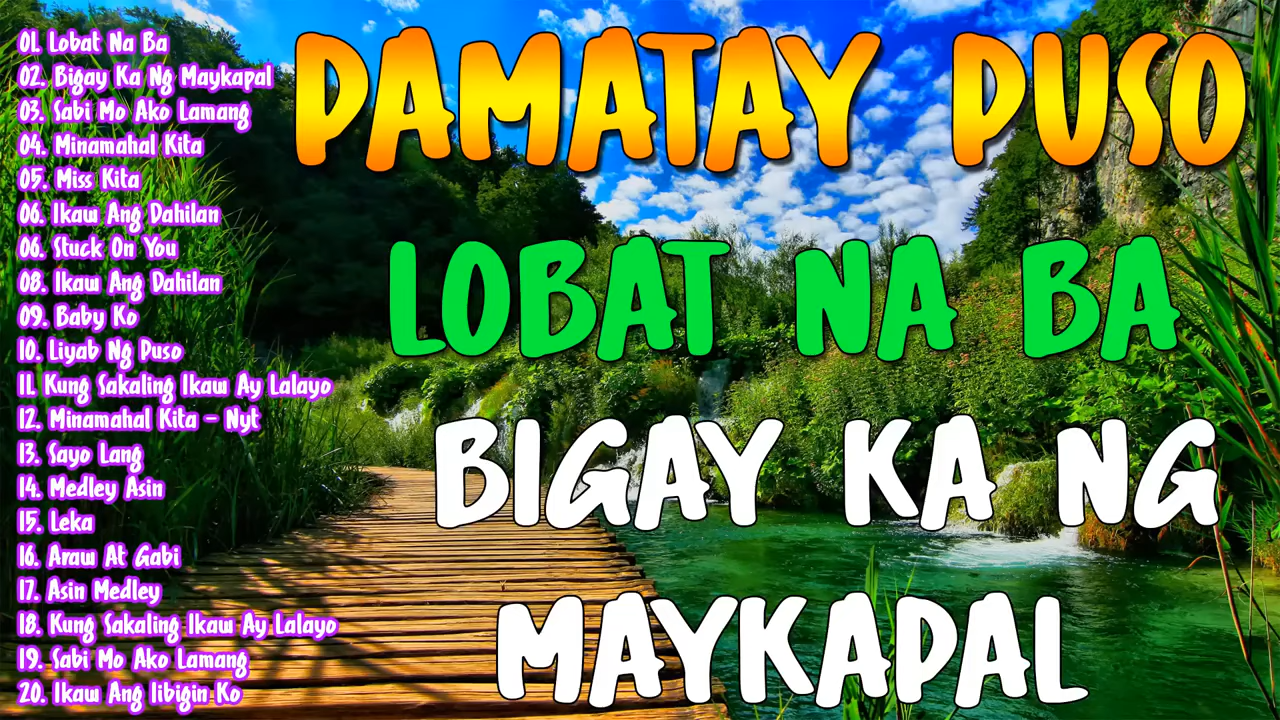 01. Lobat Na Ba
02. Bigay Ka Ng Maykapal
03. Sabi Mo Ako Lamang
04. Minamahal Kita
05. Miss Kita
06. Ikaw Ang Dahilan
06. Stuck On You
08. Ikaw Ang Dahilan
09. Baby Ko
10. Liyab Ng Puso
11. Kung Sakaling Ikaw Ay Lalayo
12. Minamahal Kita - Nyt
13. Sayo Lang
14. Medley Asin
15. Leka
16. Araw At Gabi
17. Asin Medley
18. Kung Sakaling Ikaw Ay Lalayo
19. Sabi Mo Ako Lamang
20. Ikaw Ang Iibigin Ko
PAMATAY PUSO
LOBAT NA BA
BIGAY KA NG
MAYKAPAL